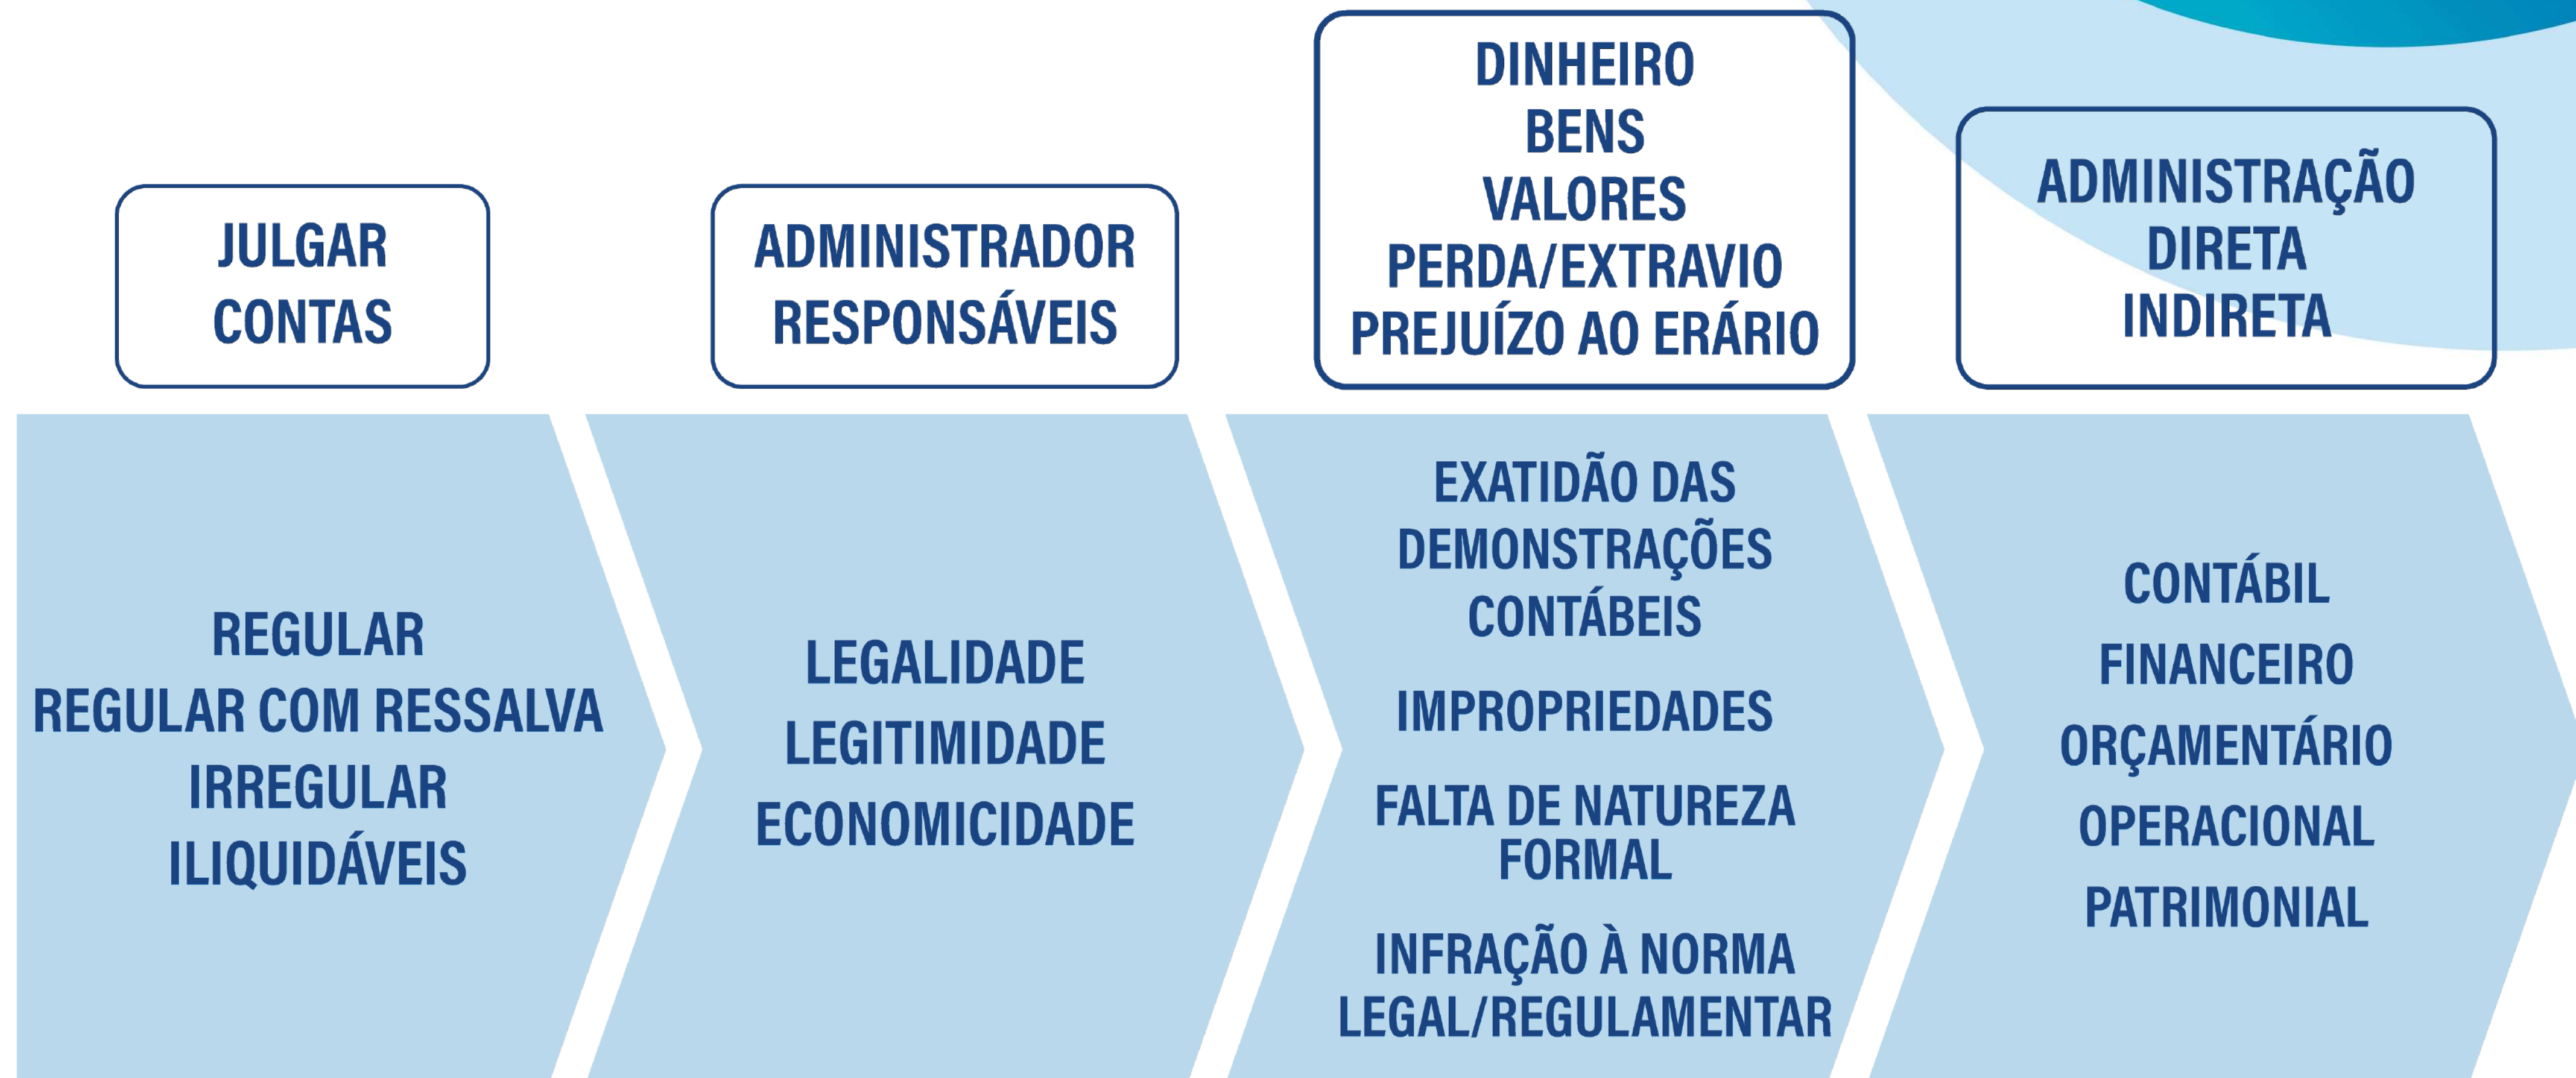 JULGAR
CONTAS
ADMINISTRADOR
RESPONSÁVEIS
DINHEIRO
BENS
VALORES
PERDA/EXTRAVIO
PREJUÍZO AO ERÁRIO
ADMINISTRAÇÃO
DIRETA
INDIRETA
REGULAR
REGULAR COM RESSALVA
IRREGULAR
ILIQUIDÁVEIS
LEGALIDADE
LEGITIMIDADE
ECONOMICIDADE
EXATIDÃO DAS
DEMONSTRAÇÕES
CONTÁBEIS
IMPROPRIEDADES
FALTA DE NATUREZA
FORMAL
INFRAÇÃO À NORMA
LEGAL/REGULAMENTAR
CONTÁBIL
FINANCEIRO
ORÇAMENTÁRIO
OPERACIONAL
PATRIMONIAL